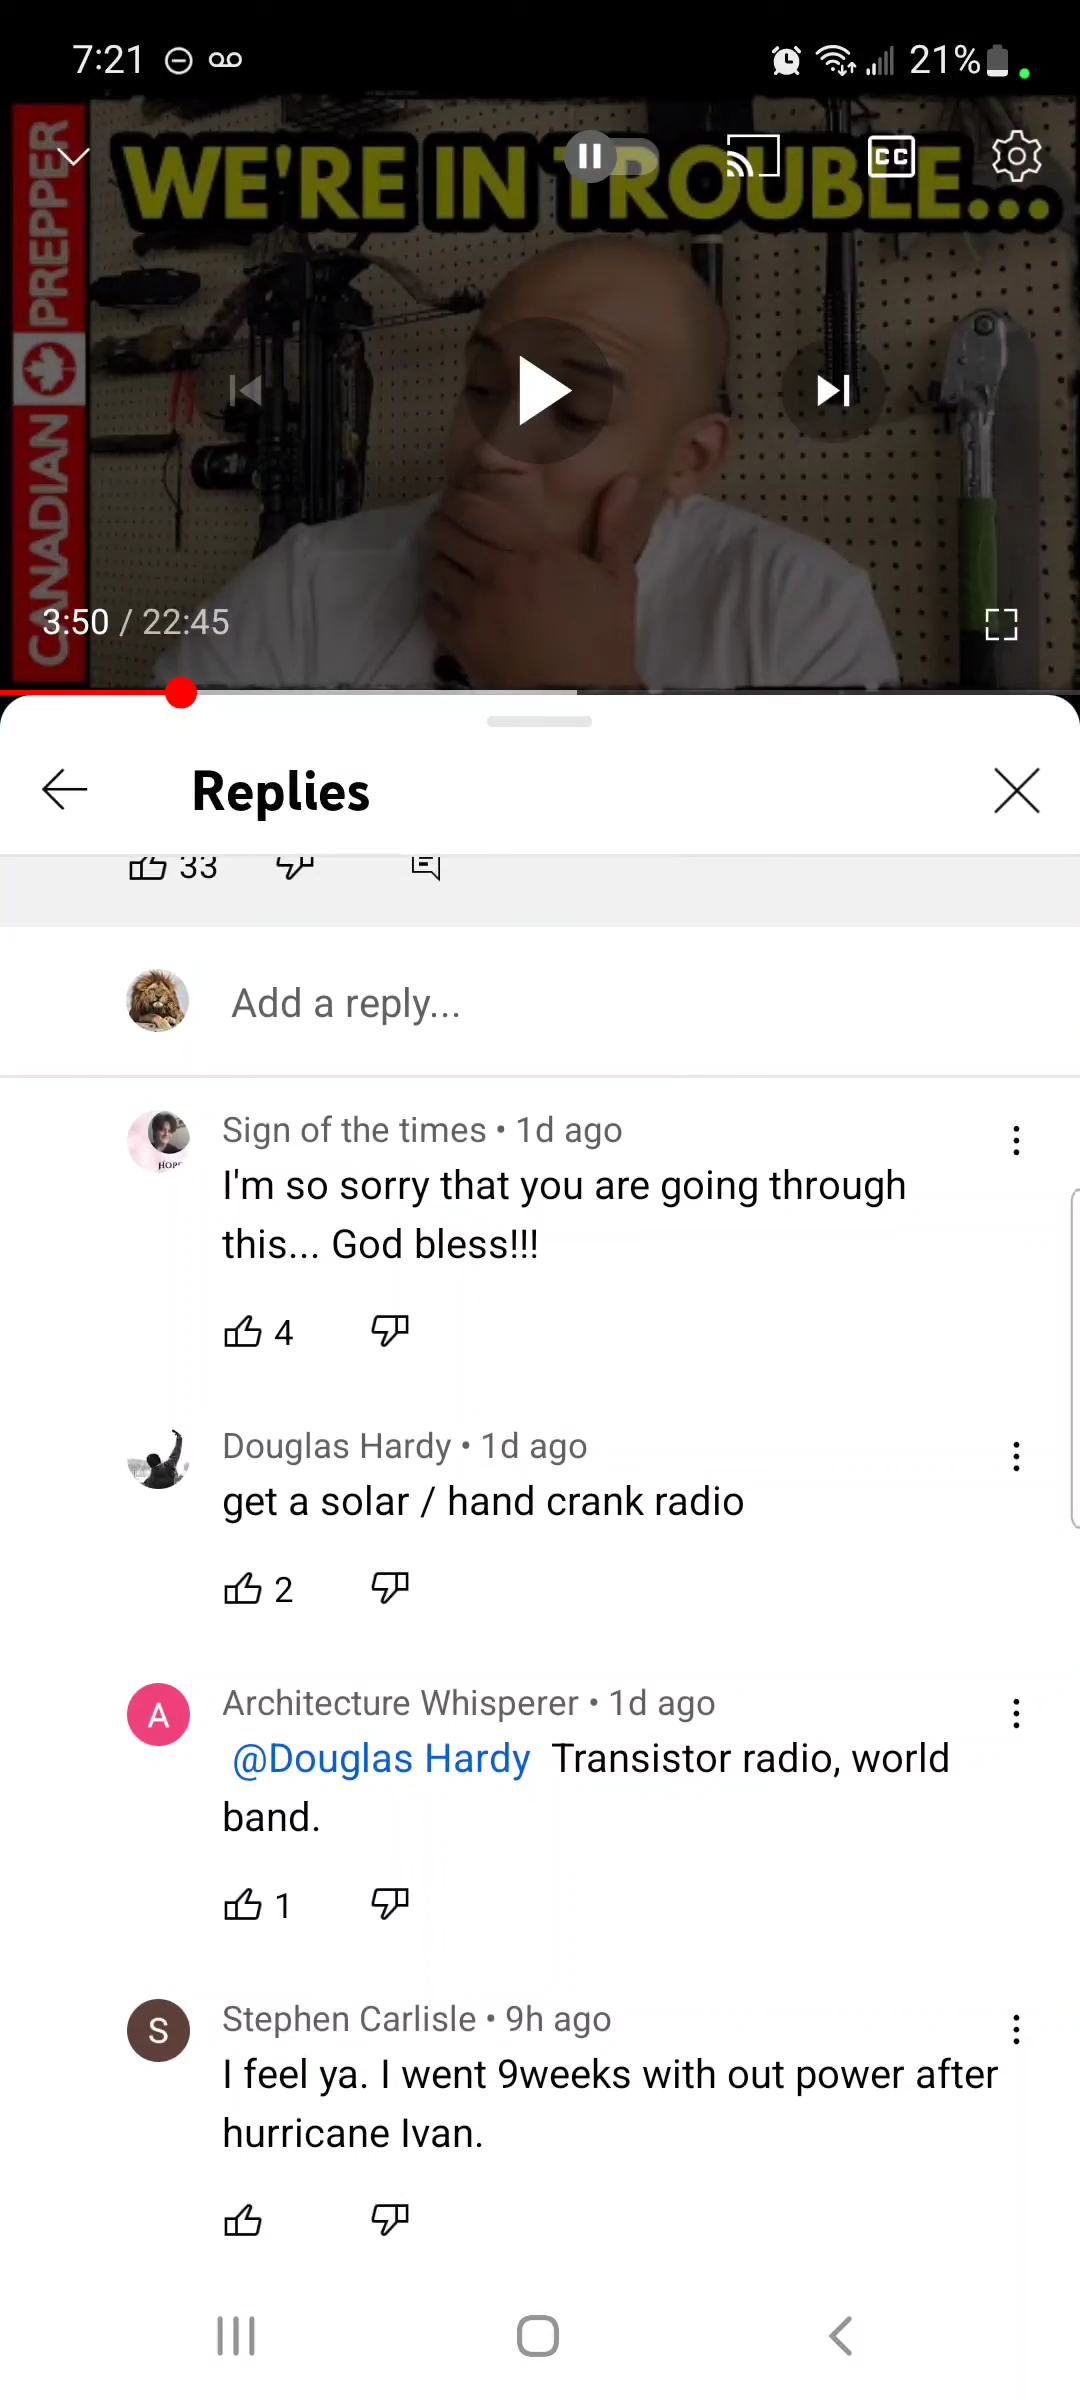 7:21
21%
WE'RE IN TROUBLE...
CC
CANADIAN PREPPER
3:50 / 22:45
Replies
33
Add a reply...
HOPE
Sign of the times • 1d ago
I'm so sorry that you are going through
this... God bless!!!
4
Douglas Hardy • 1d ago
get a solar / hand crank radio
2
A
Architecture Whisperer • 1d ago
@Douglas Hardy Transistor radio, world
band.
1
S
Stephen Carlisle • 9h ago
I feel ya. I went 9weeks with out power after
hurricane Ivan.